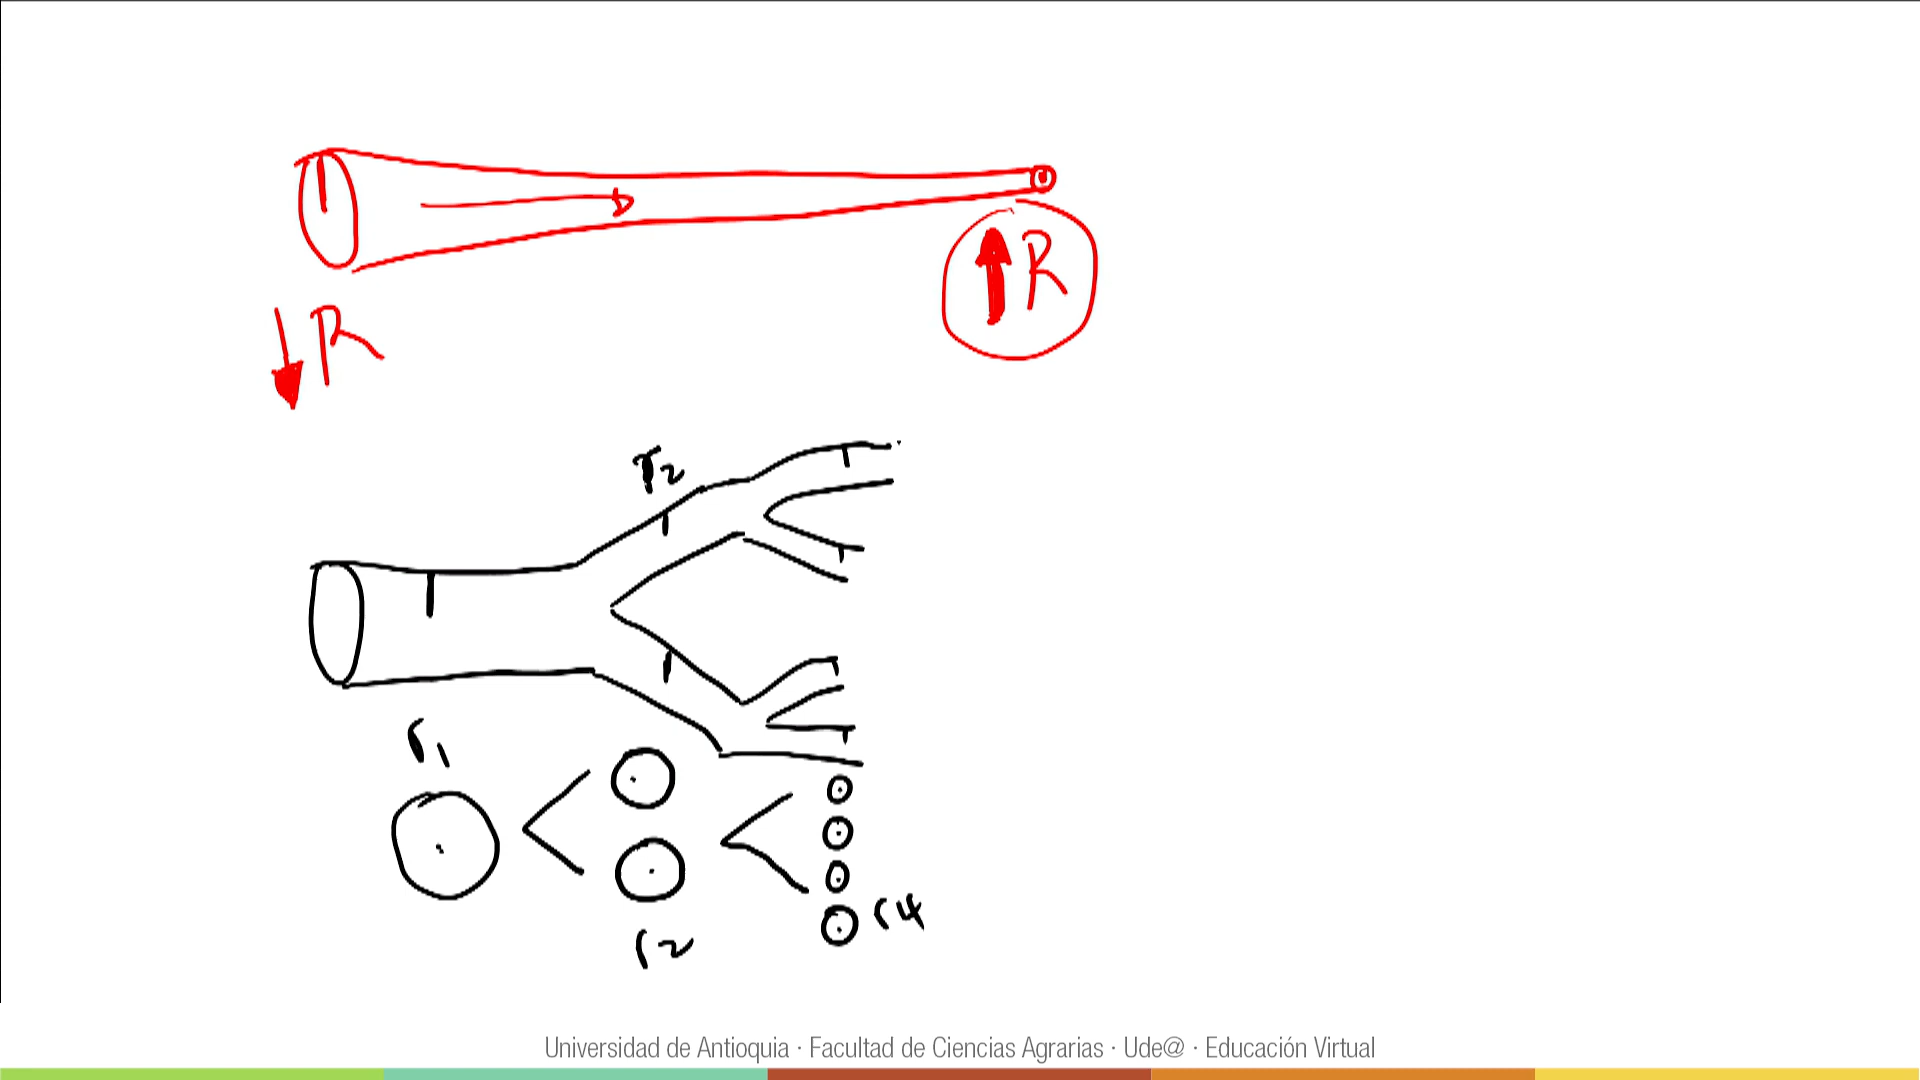 R
R
r2
r1
r2
r4
Universidad de Antioquia · Facultad de Ciencias Agrarias · Ude@ · Educación Virtual